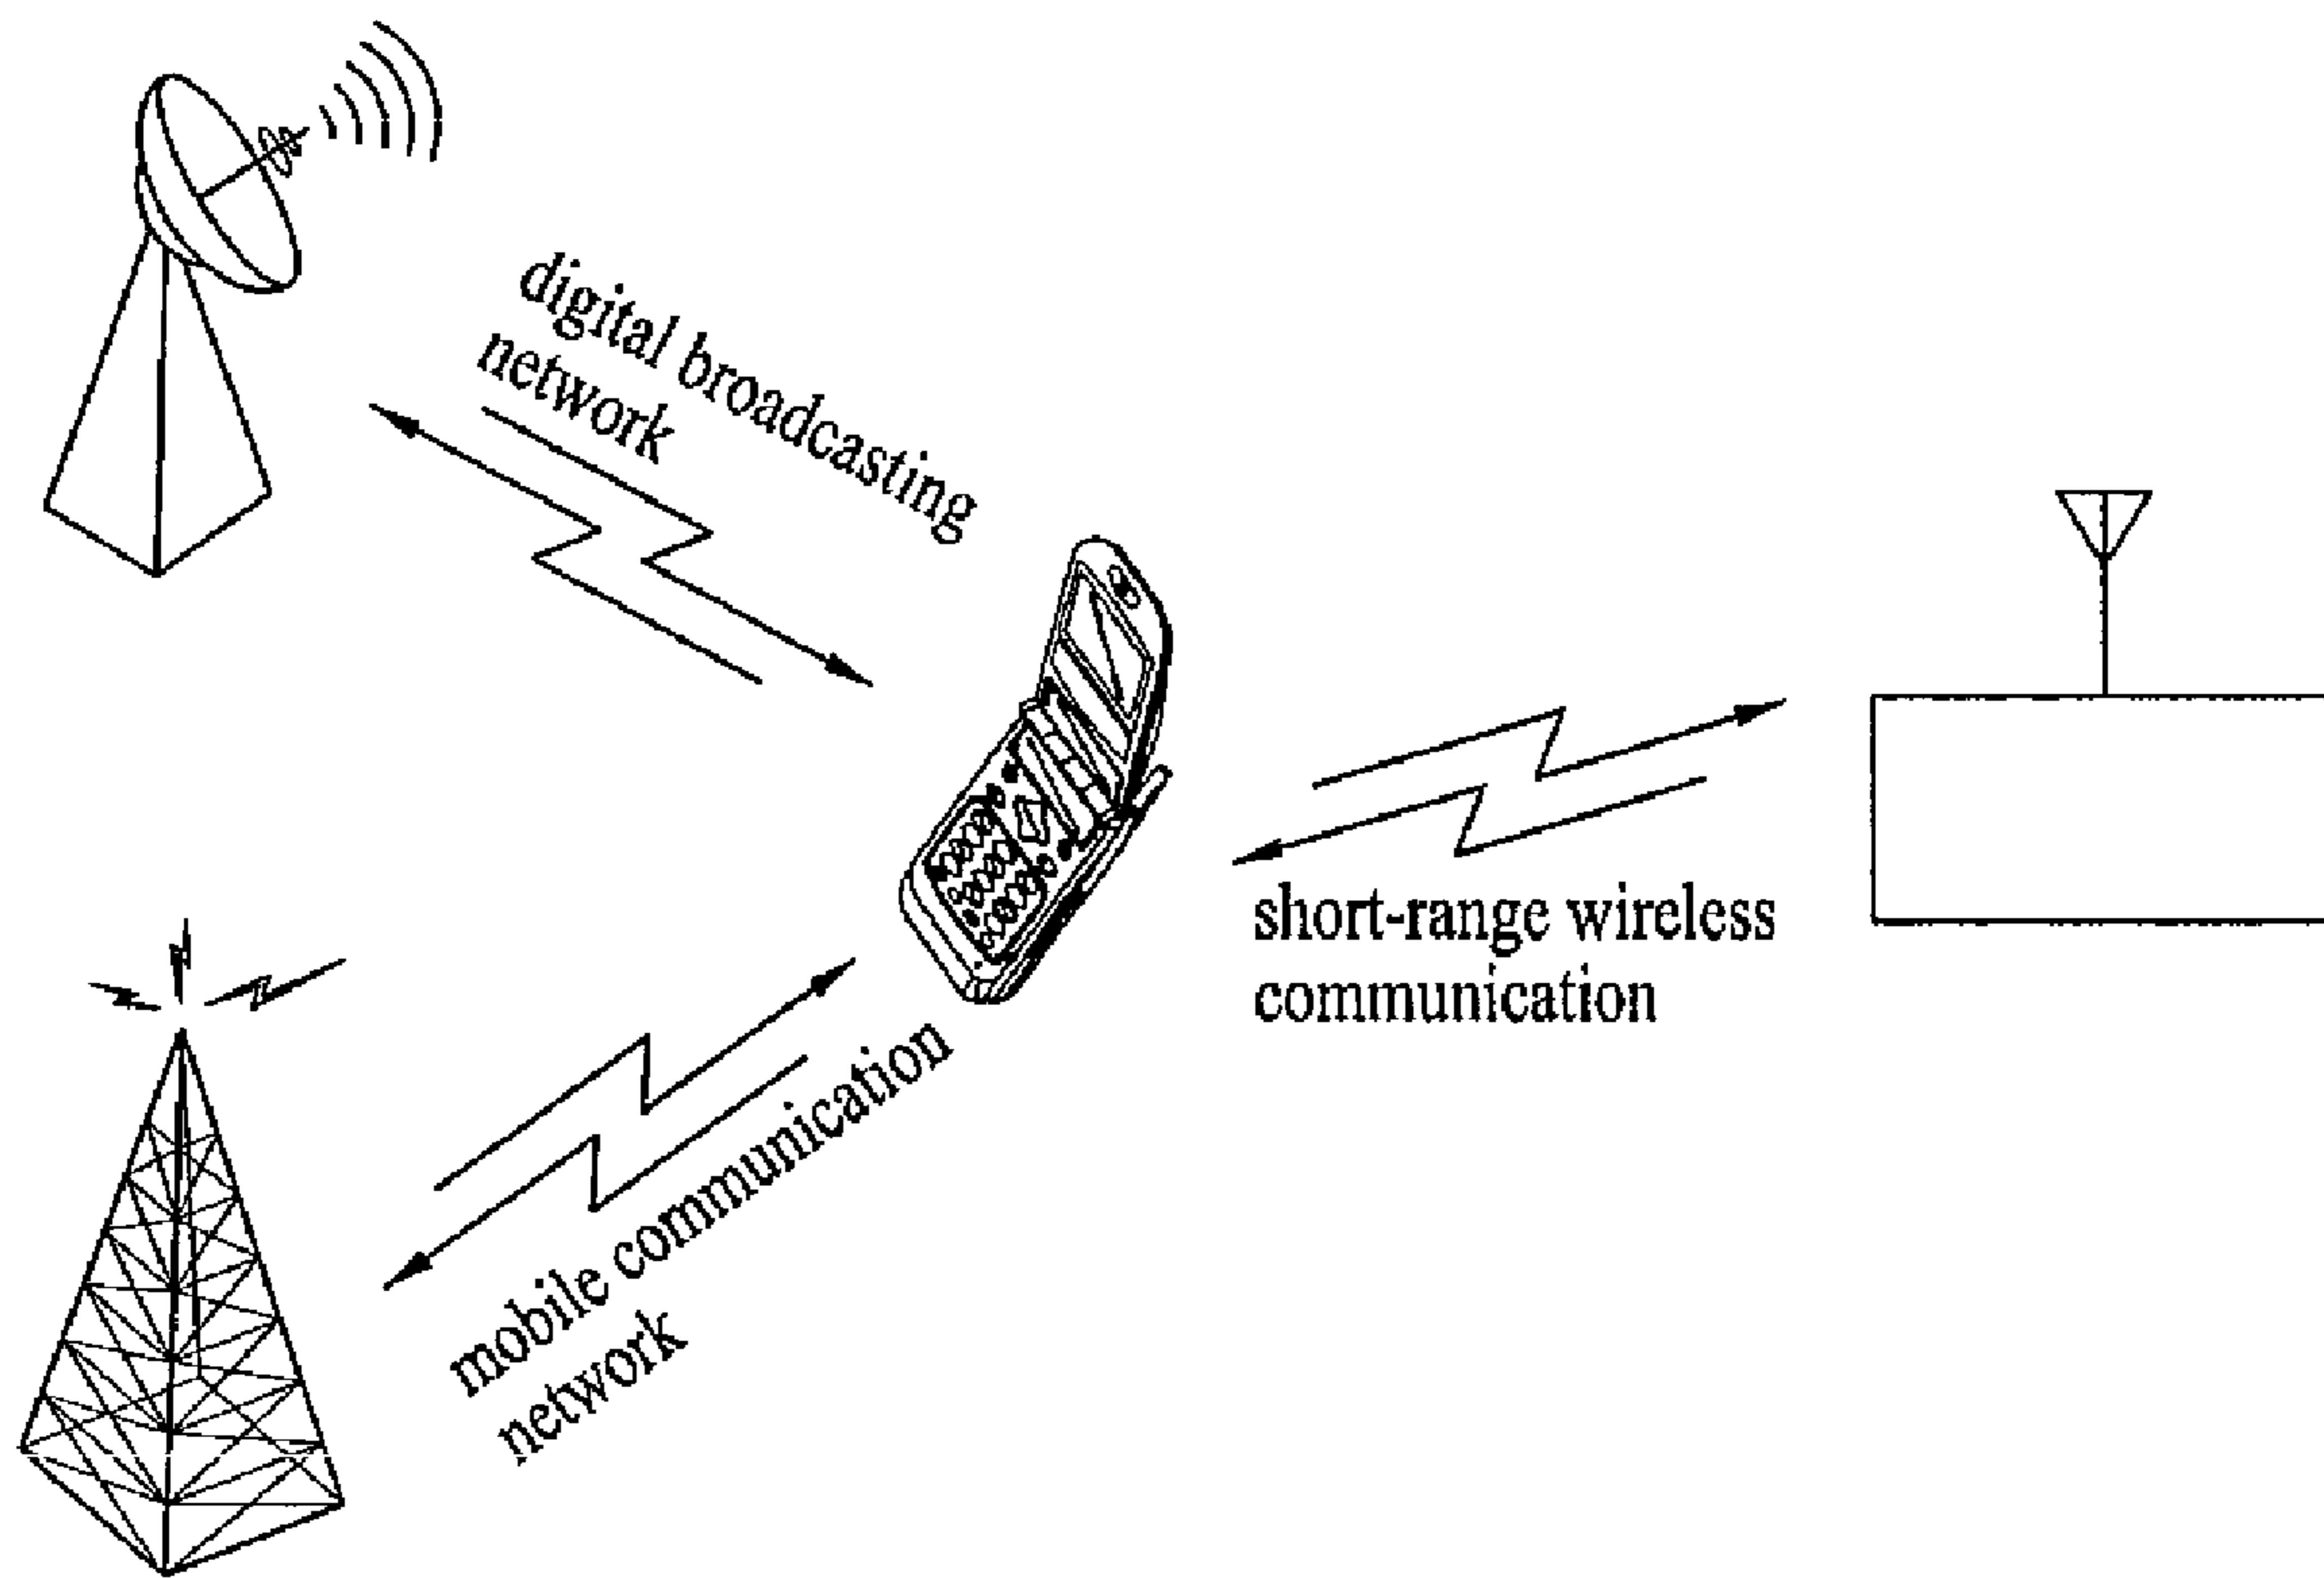 digital broadcasting
network
short-range wireless
communication
mobile communication
network